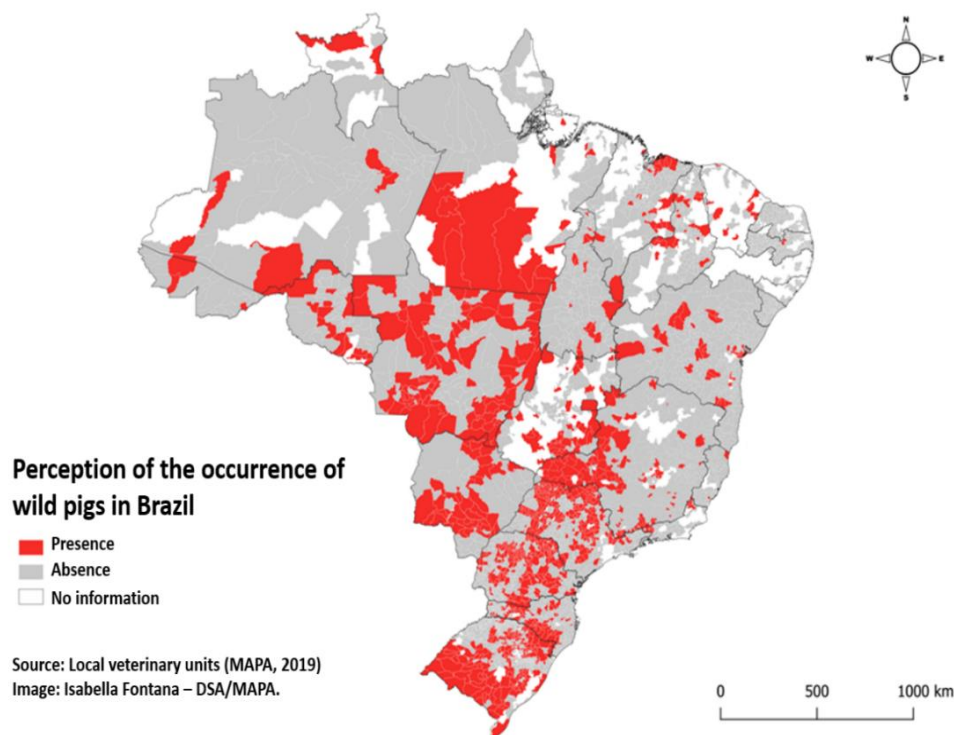 N
W E
S
Perception of the occurrence of
wild pigs in Brazil
Presence
Absence
No information
Source: Local veterinary units (MAPA, 2019)
Image: Isabella Fontana – DSA/MAPA.
0 500 1000 km